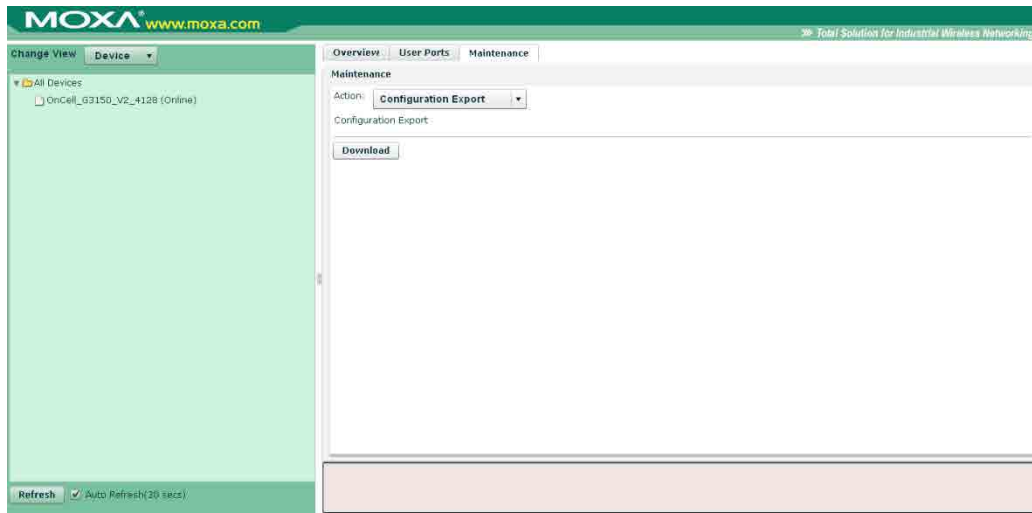 MOXA® www.moxa.com
Total Solution for Industrial Wireless Networking
Change View Device
Overview User Ports Maintenance
All Devices
OnCell_G3150_V2_4128 (Online)
Maintenance
Action: Configuration Export
Configuration Export
Download
Refresh Auto Refresh(20 secs)